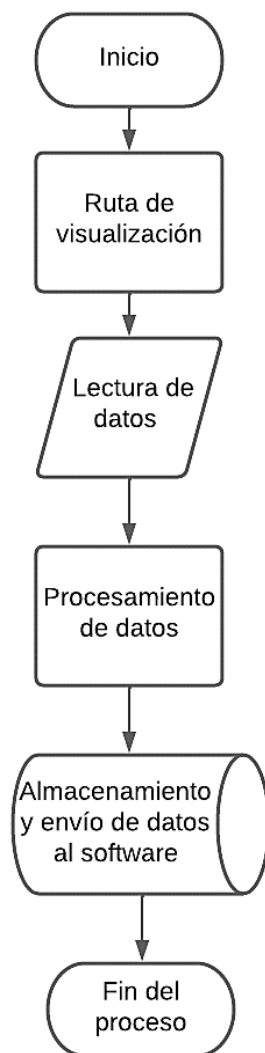 Inicio
Ruta de
visualización
Lectura de
datos
Procesamiento
de datos
Almacenamiento
y envío de datos
al software
Fin del
proceso